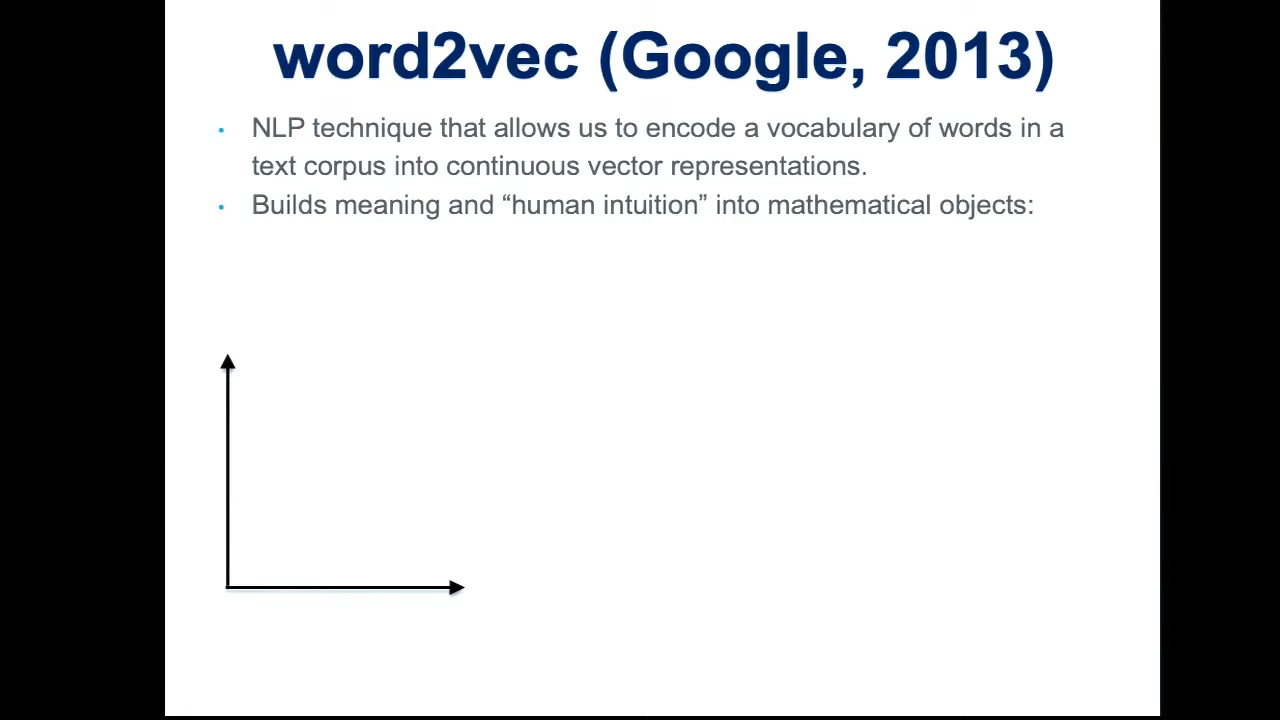 word2vec (Google, 2013)
• NLP technique that allows us to encode a vocabulary of words in a
text corpus into continuous vector representations.
• Builds meaning and “human intuition” into mathematical objects: